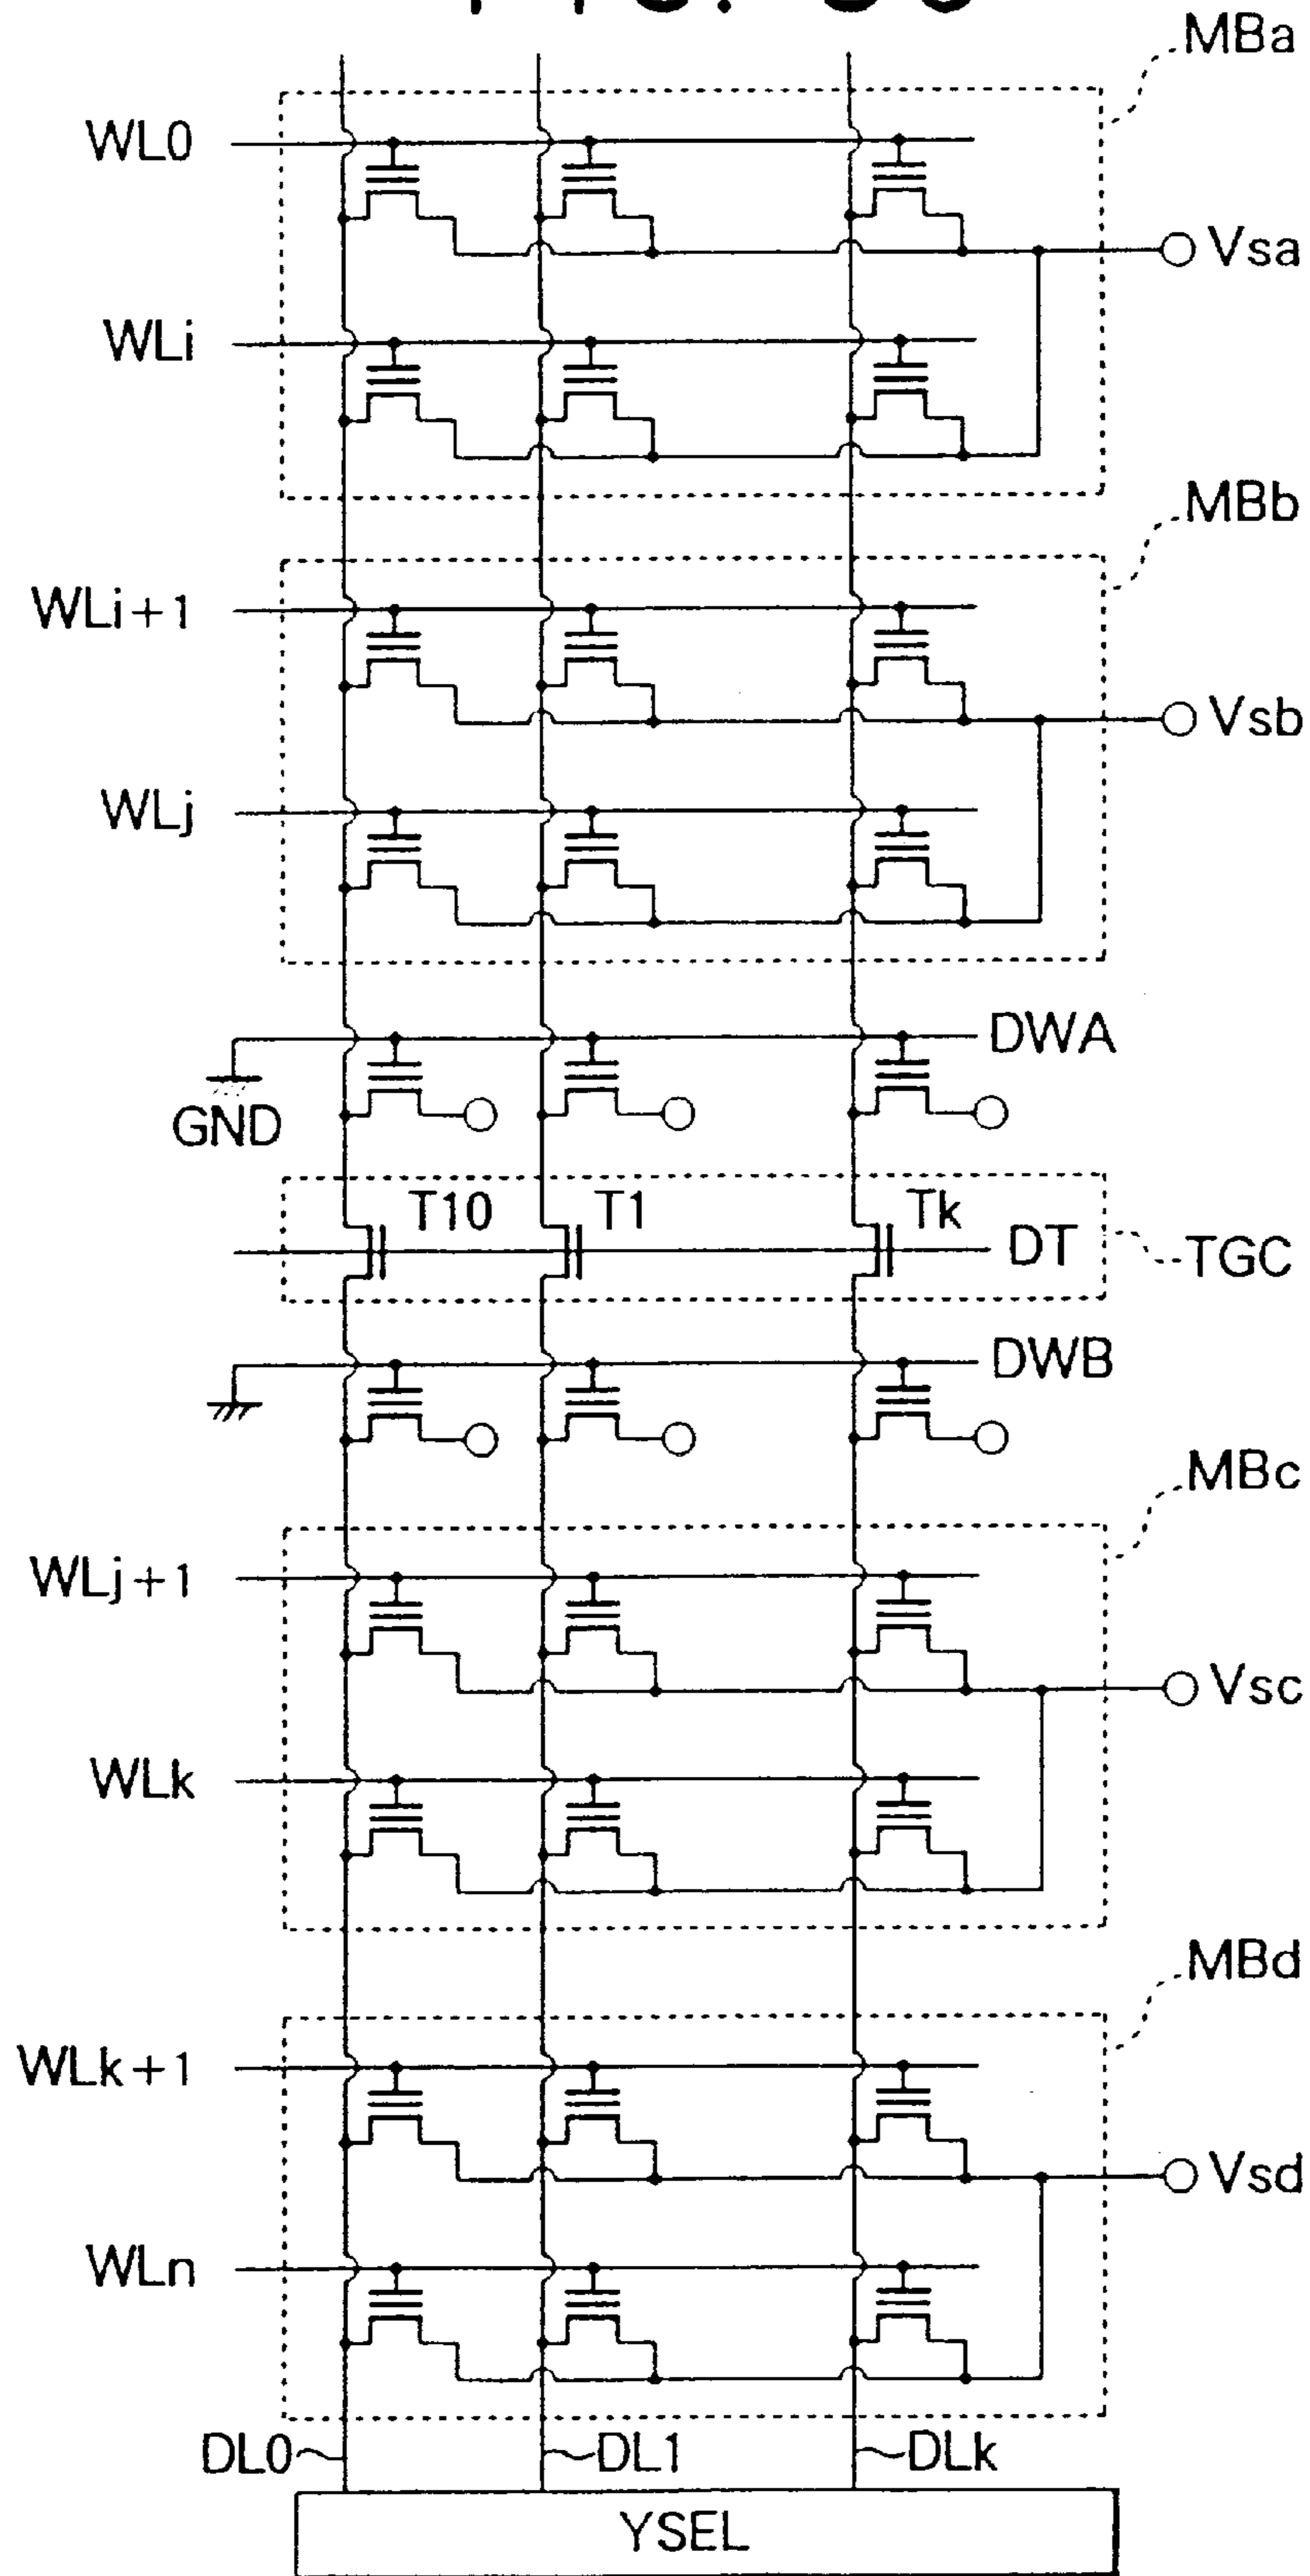 MBa
WL0
Vsa
WLi
MBb
WLi+1
Vsb
WLj
DWA
GND
T10 T1 Tk
DT
TGC
DWB
MBc
WLj+1
Vsc
WLk
MBd
WLk+1
Vsd
WLn
DL0 DL1 DLk
YSEL